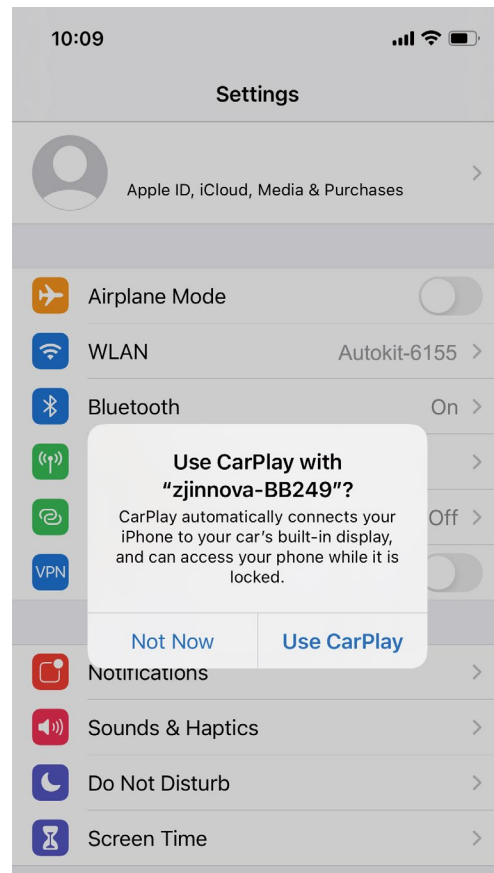 10:09
Settings
Apple ID, iCloud, Media & Purchases
Airplane Mode
WLAN Autokit-6155
Bluetooth On
Use CarPlay with
“zjinnova-BB249”?
CarPlay automatically connects your
iPhone to your car's built-in display,
and can access your phone while it is
locked.
Off
VPN
Not Now Use CarPlay
Notifications
Sounds & Haptics
Do Not Disturb
Screen Time